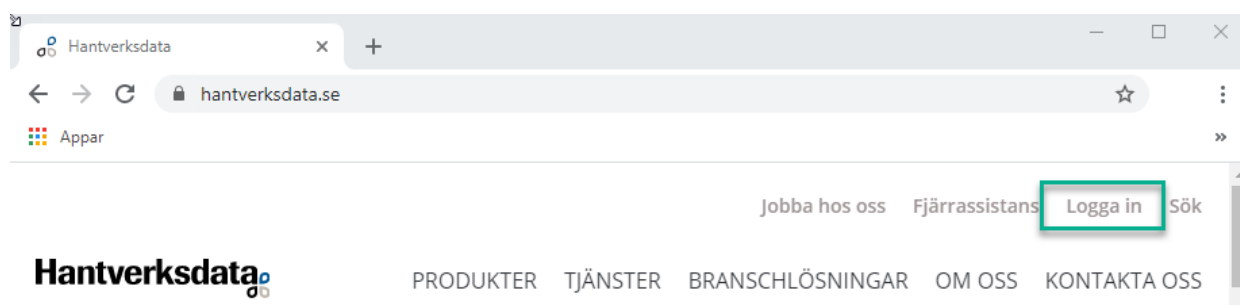 Hantverksdata
hantverksdata.se
Appar
Jobba hos oss Fjärrassistans Logga in Sök
Hantverksdata PRODUKTER TJÄNSTER BRANSCHLÖSNINGAR OM OSS KONTAKTA OSS